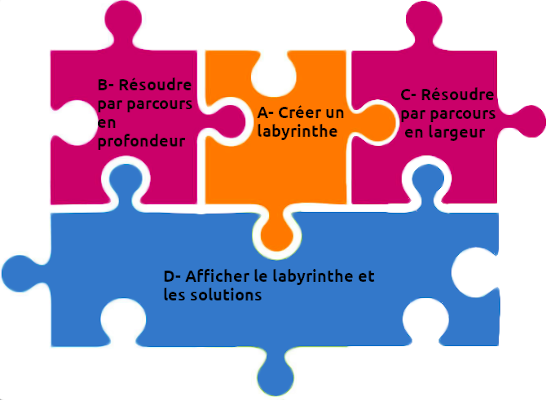 B- Résoudre
par parcours
en
profondeur
A- Créer un
labyrinthe
C- Résoudre
par parcours
en largeur
D- Afficher le labyrinthe et
les solutions